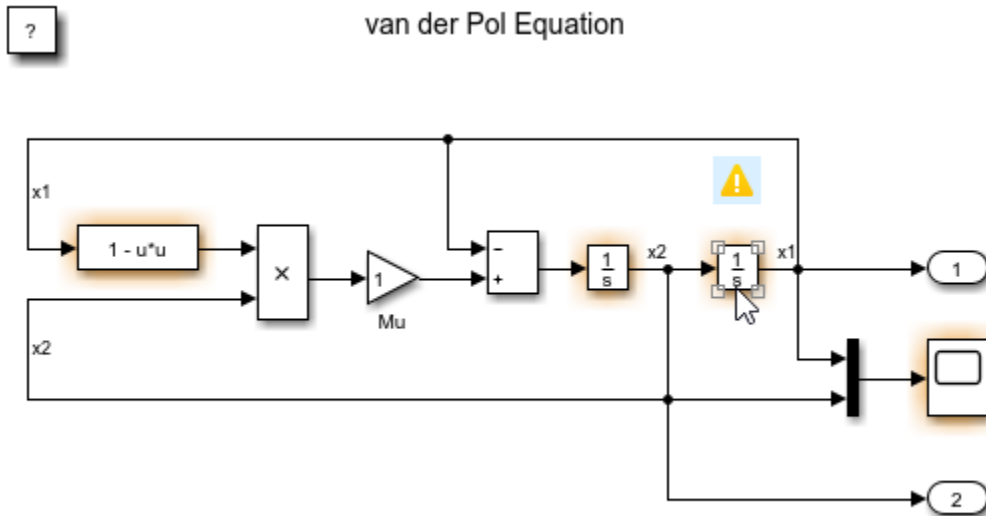 ?
van der Pol Equation
x1
1 - u*u
×
1
Mu
−
+
1
s
x2
1
s
x1
1
x2
2